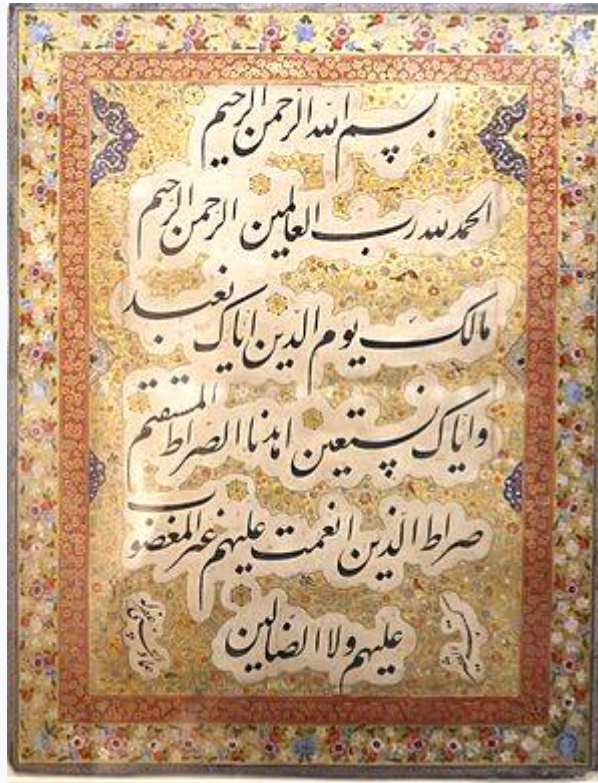 بسم الله الرحمن الرحیم
الحمد لله رب العالمین الرحمن الرحیم
مالک یوم الدین ایاک نعبد
و ایاک نستعین اهدنا الصراط المستقیم
صراط الذین انعمت علیهم غیر المغضوب
علیهم ولا الضالین